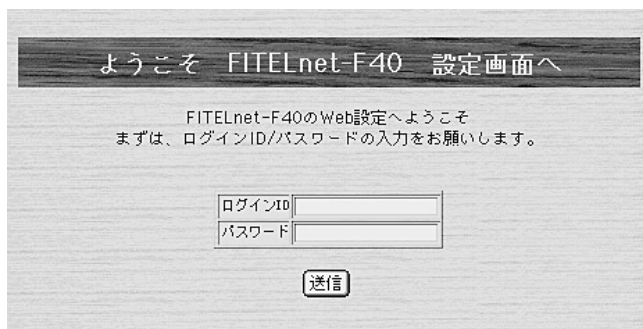 ようこそ　FITELnet-F40　設定画面へ
FITELnet-F40のWeb設定へようこそ
まずは、ログインID/パスワードの入力をお願いします。
ログインID
パスワード
送信